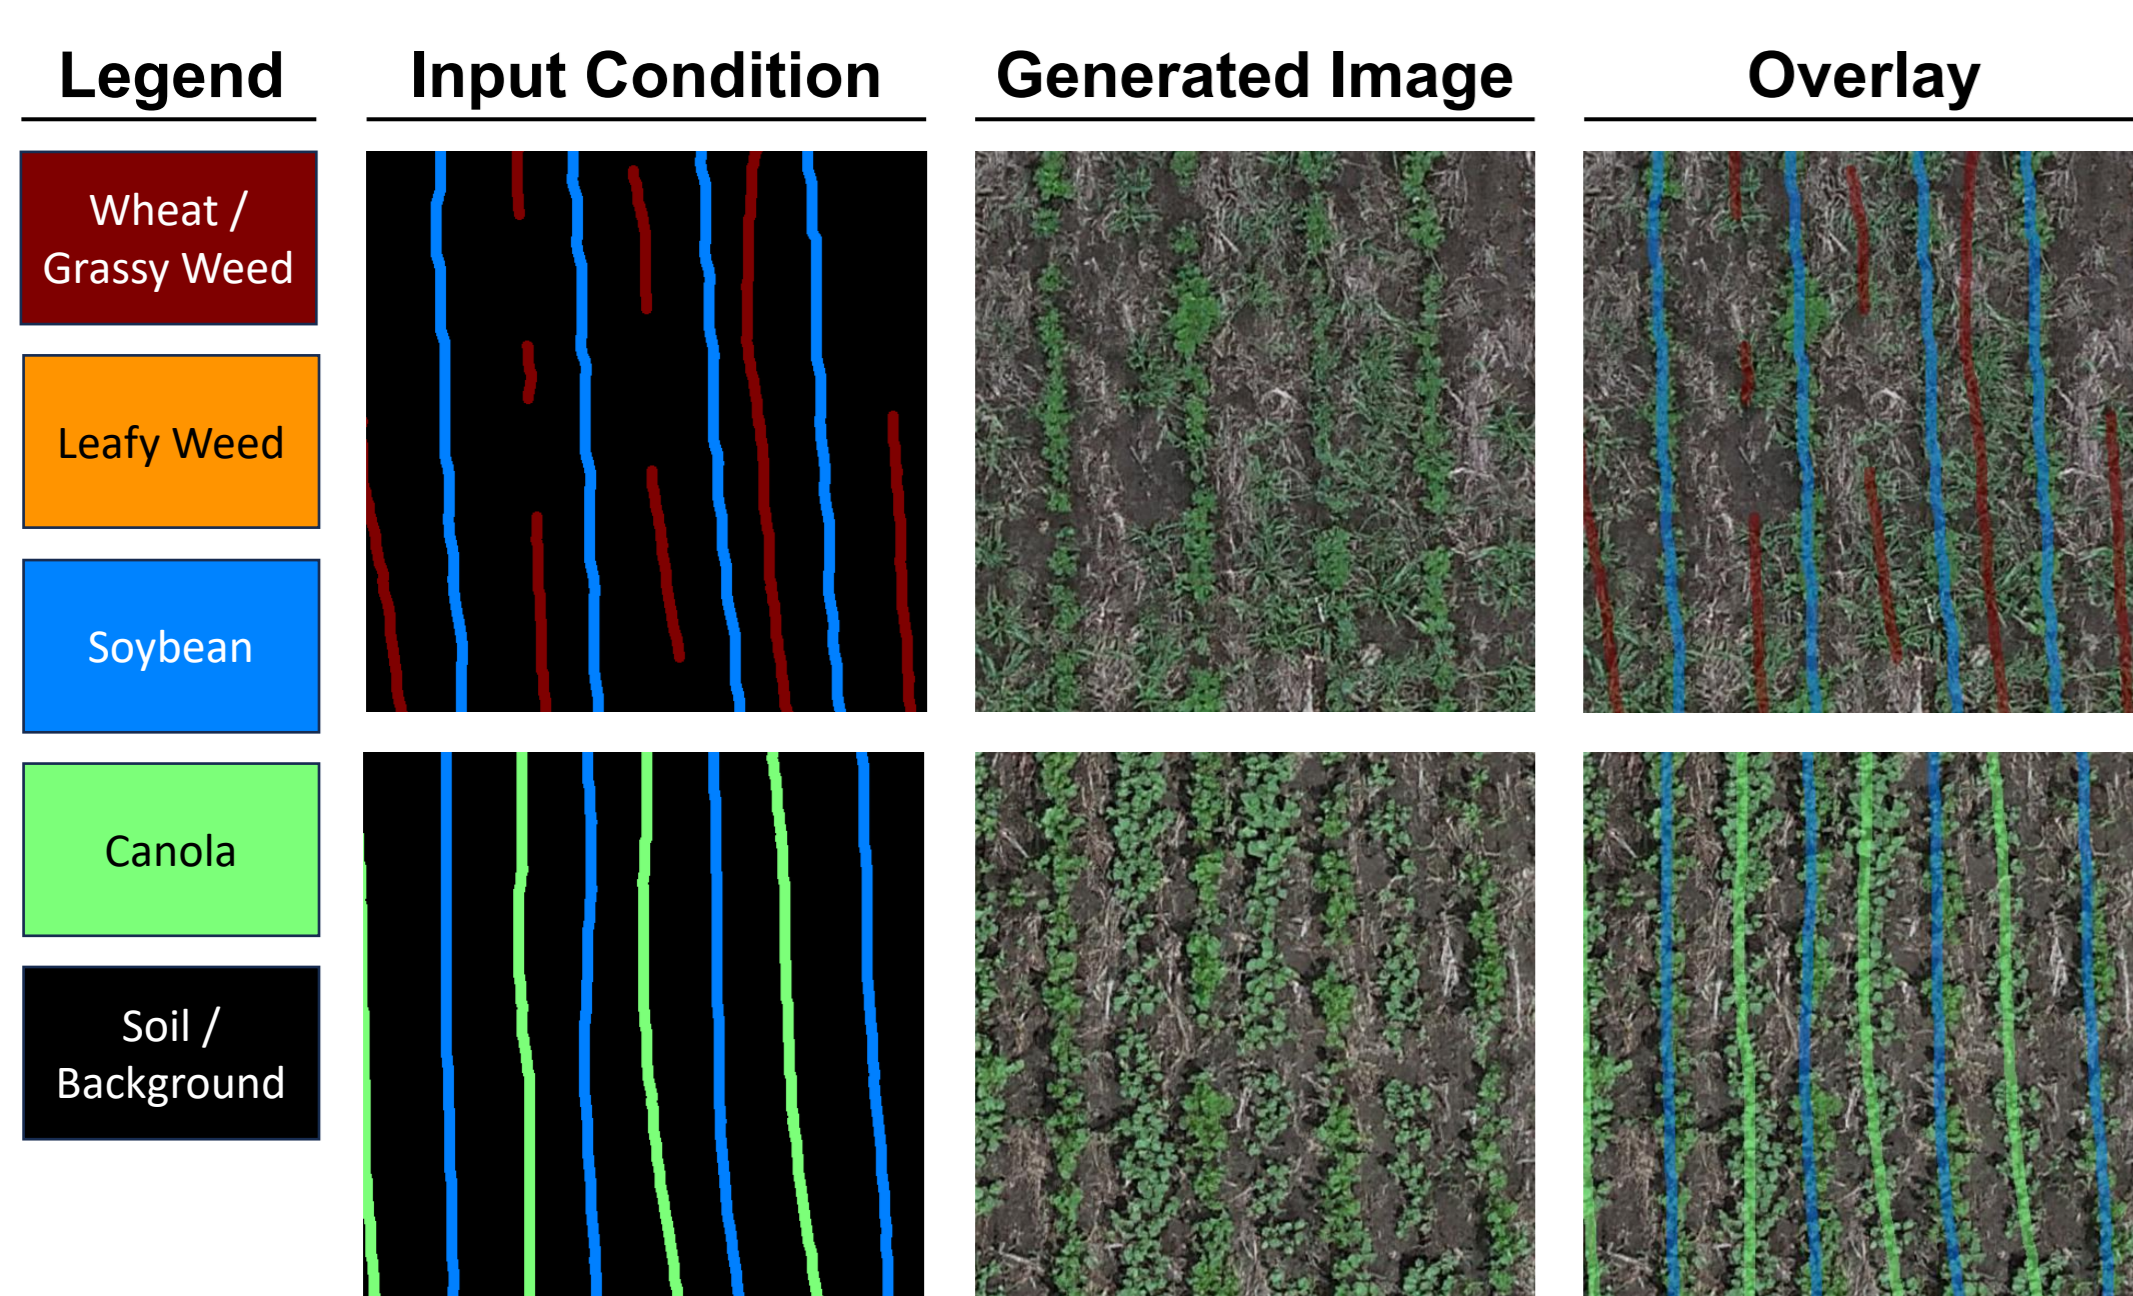 Legend
Input Condition
Generated Image
Overlay
Wheat /
Grassy Weed
Leafy Weed
Soybean
Canola
Soil /
Background